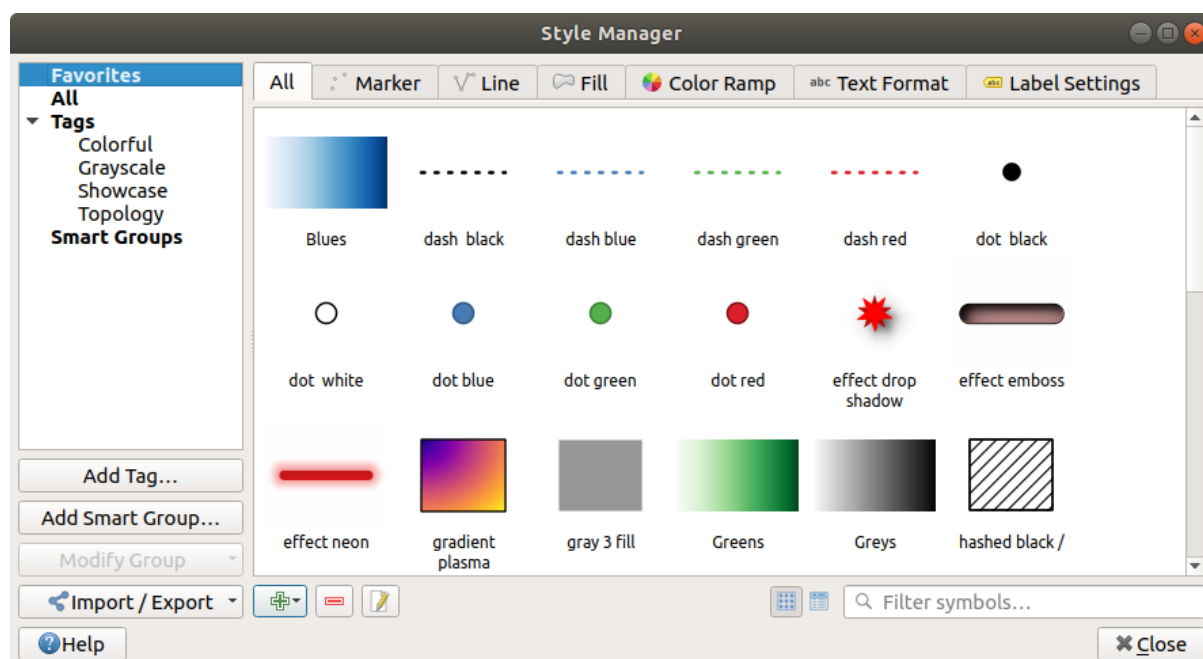 Style Manager
Favorites
All
Tags
Colorful
Grayscale
Showcase
Topology
Smart Groups
Add Tag...
Add Smart Group...
Modify Group
Import / Export
Help
All
Marker
Line
Fill
Color Ramp
abc Text Format
abc Label Settings
Blues
dash  black
dash blue
dash green
dash red
dot  black
dot  white
dot blue
dot green
dot red
effect drop
shadow
effect emboss
effect neon
gradient
plasma
gray 3 fill
Greens
Greys
hashed black /
Filter symbols...
Close